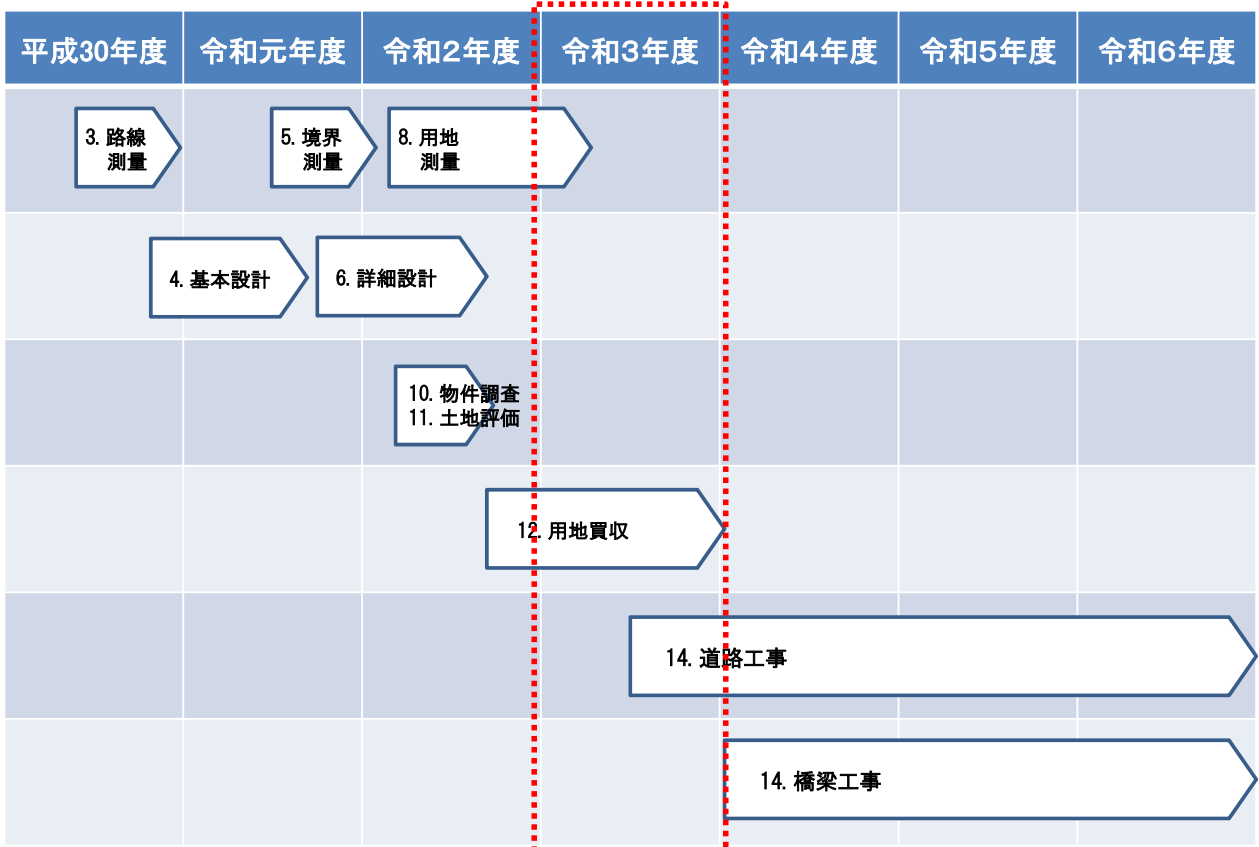 平成30年度 令和元年度 令和２年度 令和３年度 令和４年度 令和５年度 令和６年度
3. 路線
測量
5. 境界
測量
8. 用地
測量
4. 基本設計
6. 詳細設計
10. 物件調査
11. 土地評価
12. 用地買収
14. 道路工事
14. 橋梁工事